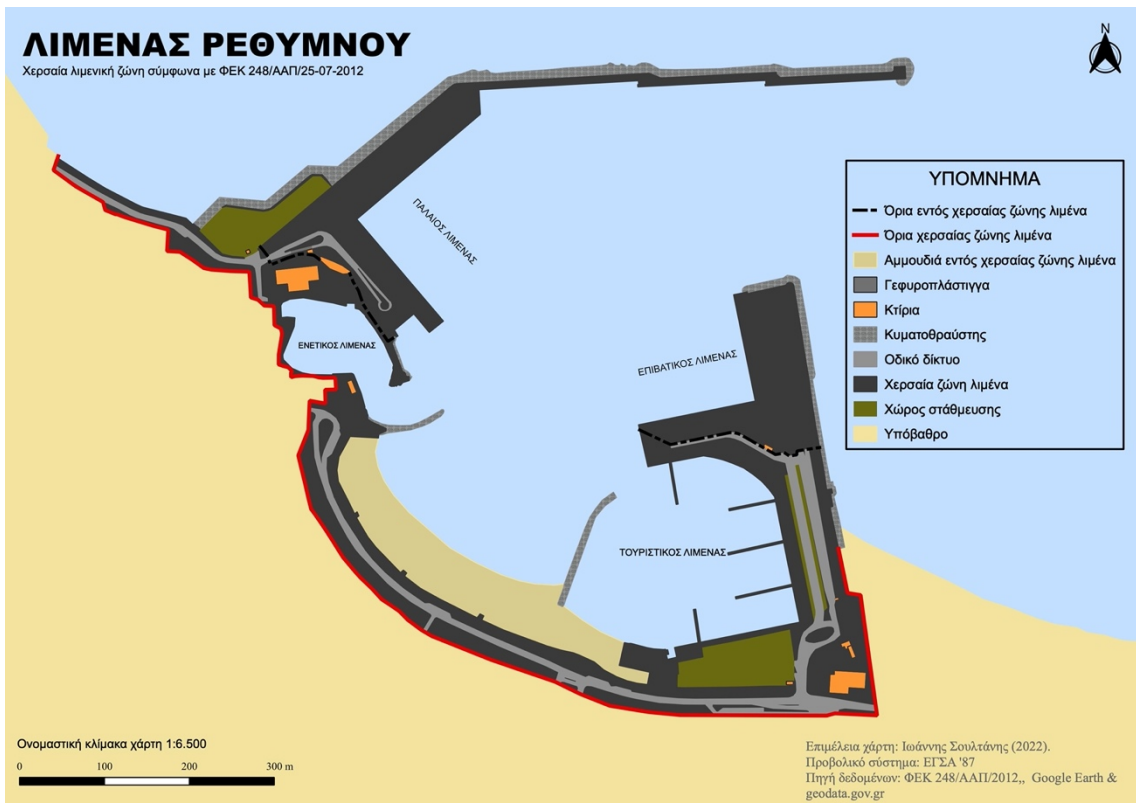 ΛΙΜΕΝΑΣ ΡΕΘΥΜΝΟΥ
Χερσαία λιμενική ζώνη σύμφωνα με ΦΕΚ 248/ΑΑΠ/25-07-2012
N
ΥΠΟΜΝΗΜΑ
Όρια εντός χερσαίας ζώνης λιμένα
Όρια χερσαίας ζώνης λιμένα
Αμμουδιά εντός χερσαίας ζώνης λιμένα
Γεφυροπλάστιγγα
Κτίρια
Κυματοθραύστης
Οδικό δίκτυο
Χερσαία ζώνη λιμένα
Χώρος στάθμευσης
Υπόβαθρο
ΠΑΛΑΙΟΣ ΛΙΜΕΝΑΣ
ΕΝΕΤΙΚΟΣ ΛΙΜΕΝΑΣ
ΕΠΙΒΑΤΙΚΟΣ ΛΙΜΕΝΑΣ
ΤΟΥΡΙΣΤΙΚΟΣ ΛΙΜΕΝΑΣ
Ονομαστική κλίμακα χάρτη 1:6.500
0 100 200 300 m
Επιμέλεια χάρτη: Ιωάννης Σουλτάνης (2022).
Προβολικό σύστημα: ΕΓΣΑ '87
Πηγή δεδομένων: ΦΕΚ 248/ΑΑΠ/2012,, Google Earth &
geodata.gov.gr